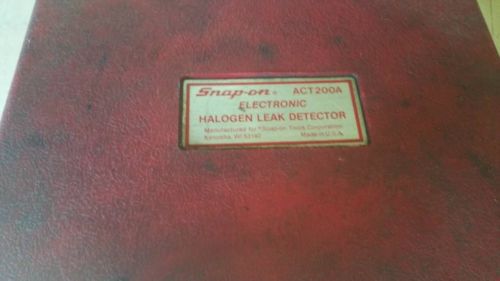 Snap-on® ACT200A
ELECTRONIC
HALOGEN LEAK DETECTOR
Manufactured for Snap-on Tools Corporation
Kenosha, WI 53140 Made in U.S.A.